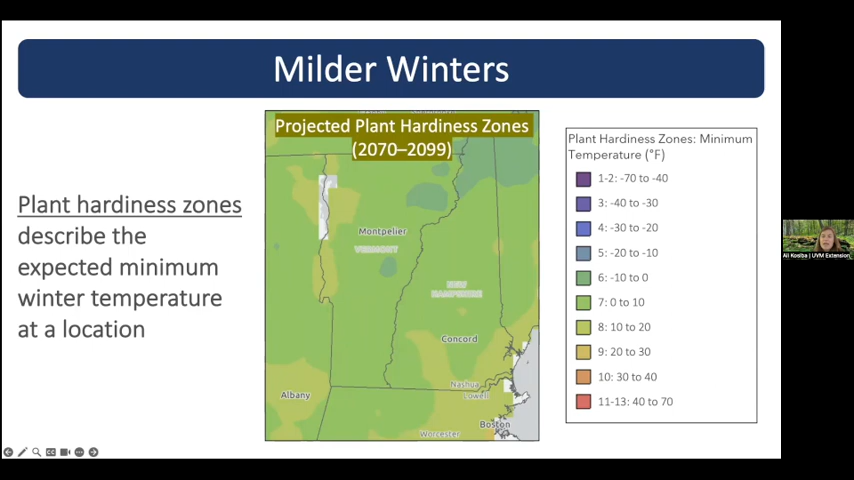 Milder Winters
Projected Plant Hardiness Zones
(2070–2099)
Plant hardiness zones
describe the
expected minimum
winter temperature
at a location
Montpelier
VERMONT
NEW
HAMPSHIRE
Concord
Albany
Nashua
Lowell
Boston
Worcester
Plant Hardiness Zones: Minimum
Temperature (°F)
1-2: -70 to -40
3: -40 to -30
4: -30 to -20
5: -20 to -10
6: -10 to 0
7: 0 to 10
8: 10 to 20
9: 20 to 30
10: 30 to 40
11-13: 40 to 70
Ali Kosiba | UVM Extension